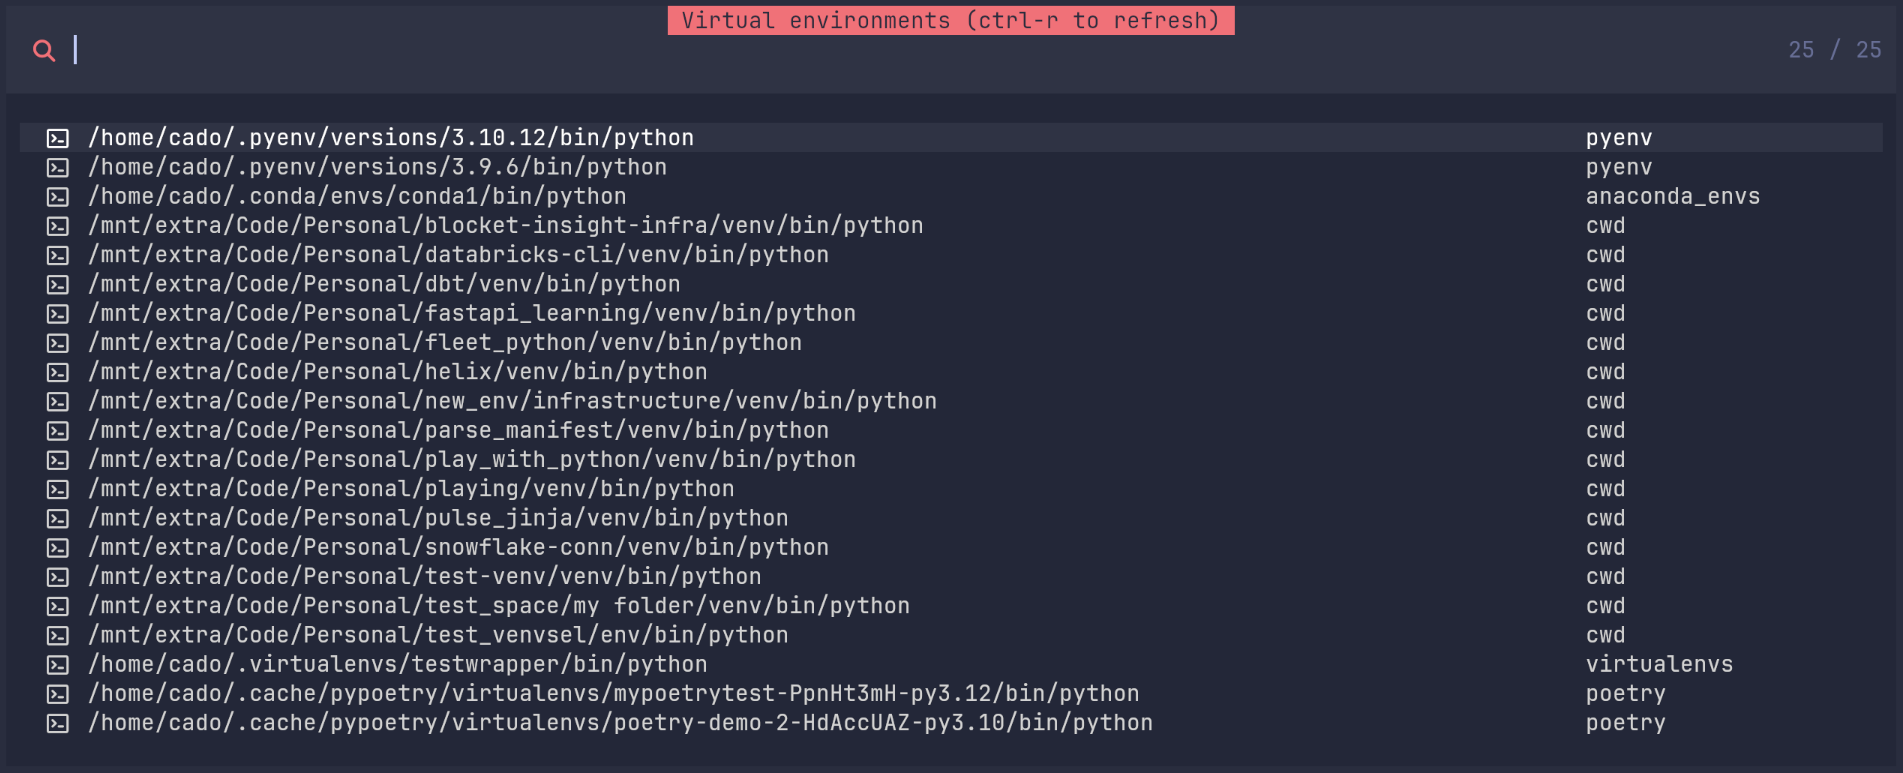 Virtual environments (ctrl-r to refresh)
25 / 25
/home/cado/.pyenv/versions/3.10.12/bin/python pyenv
/home/cado/.pyenv/versions/3.9.6/bin/python pyenv
/home/cado/.conda/envs/conda1/bin/python anaconda_envs
/mnt/extra/Code/Personal/blocket-insight-infra/venv/bin/python cwd
/mnt/extra/Code/Personal/databricks-cli/venv/bin/python cwd
/mnt/extra/Code/Personal/dbt/venv/bin/python cwd
/mnt/extra/Code/Personal/fastapi_learning/venv/bin/python cwd
/mnt/extra/Code/Personal/fleet_python/venv/bin/python cwd
/mnt/extra/Code/Personal/helix/venv/bin/python cwd
/mnt/extra/Code/Personal/new_env/infrastructure/venv/bin/python cwd
/mnt/extra/Code/Personal/parse_manifest/venv/bin/python cwd
/mnt/extra/Code/Personal/play_with_python/venv/bin/python cwd
/mnt/extra/Code/Personal/playing/venv/bin/python cwd
/mnt/extra/Code/Personal/pulse_jinja/venv/bin/python cwd
/mnt/extra/Code/Personal/snowflake-conn/venv/bin/python cwd
/mnt/extra/Code/Personal/test-venv/venv/bin/python cwd
/mnt/extra/Code/Personal/test_space/my folder/venv/bin/python cwd
/mnt/extra/Code/Personal/test_venvsel/env/bin/python cwd
/home/cado/.virtualenvs/testwrapper/bin/python virtualenvs
/home/cado/.cache/pypoetry/virtualenvs/mypoetrytest-PpnHt3mH-py3.12/bin/python poetry
/home/cado/.cache/pypoetry/virtualenvs/poetry-demo-2-HdAccUAZ-py3.10/bin/python poetry